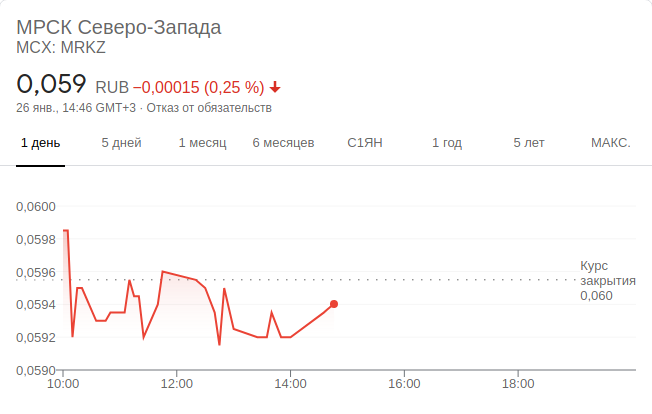 МРСК Северо-Запада
MCX: MRKZ
0,059 RUB −0,00015 (0,25 %)
26 янв., 14:46 GMT+3 · Отказ от обязательств
1 день 5 дней 1 месяц 6 месяцев С1ЯН 1 год 5 лет МАКС.
0,0600
0,0598
0,0596
0,0594
0,0592
0,0590
Курс
закрытия
0,060
10:00 12:00 14:00 16:00 18:00